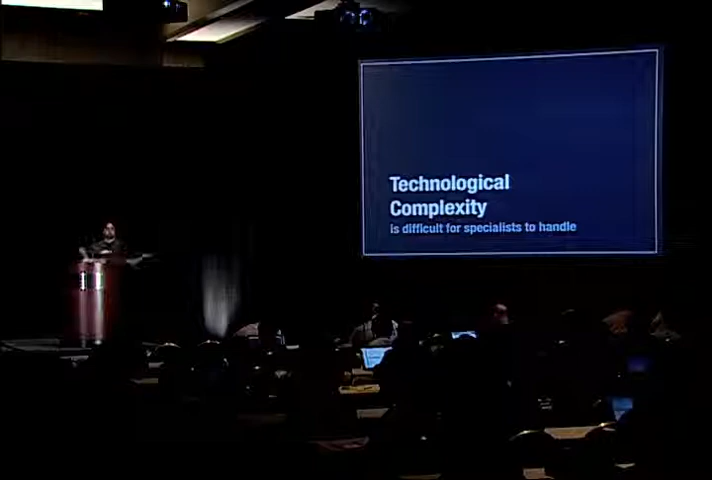 Technological
Complexity
is difficult for specialists to handle